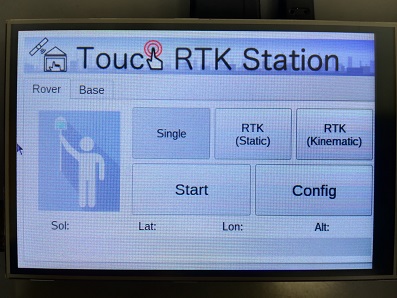 Touch RTK Station
Rover Base
Single RTK (Static) RTK (Kinematic)
Start Config
Sol: Lat: Lon: Alt: